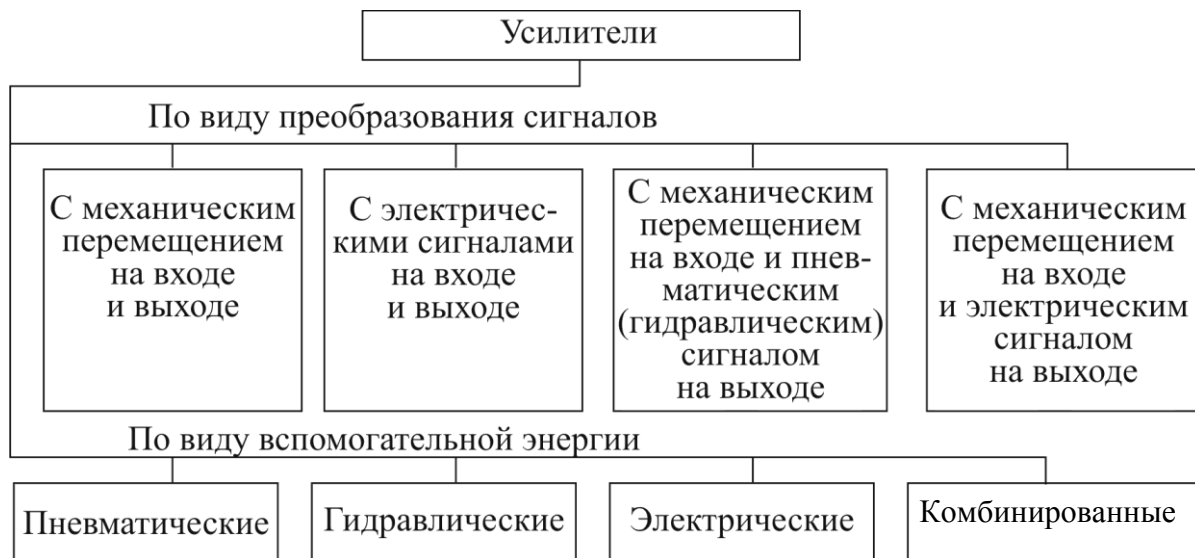 Усилители
По виду преобразования сигналов
С механическим
перемещением
на входе
и выходе
С электричес-
кими сигналами
на входе
и выходе
С механическим
перемещением
на входе и пнев-
матическим
(гидравлическим)
сигналом
на выходе
С механическим
перемещением
на входе
и электрическим
сигналом
на выходе
По виду вспомогательной энергии
Пневматические
Гидравлические
Электрические
Комбинированные